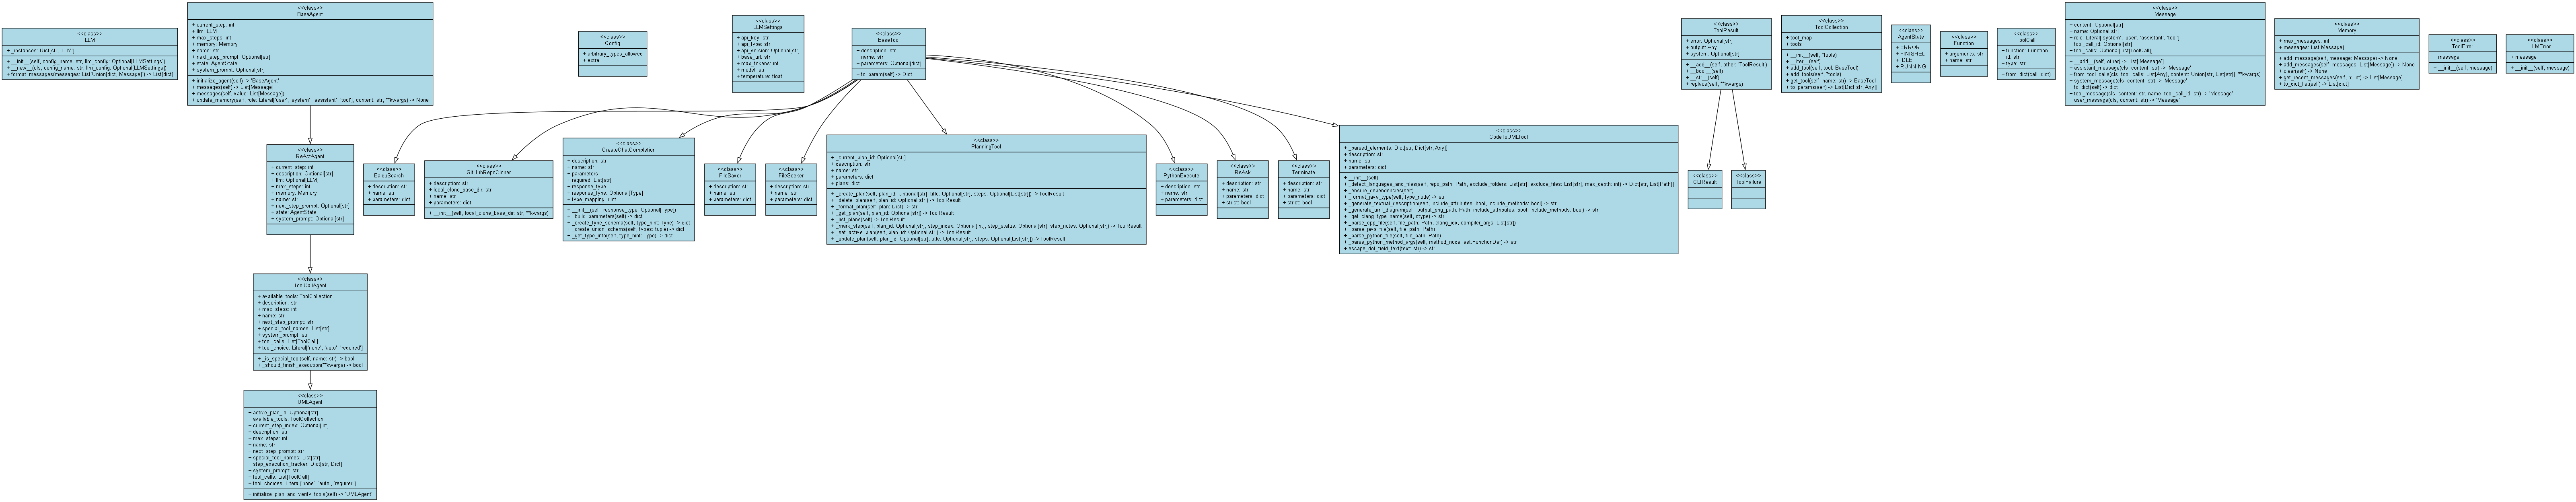 <<class>>
LLM
+ _instances: Dict[str, 'LLM']
+ __init__(self, config_name: str, llm_config: Optional[LLMSettings])
+ __new__(cls, config_name: str, llm_config: Optional[LLMSettings])
+ format_messages(messages: List[Union[dict, Message]]) -> List[dict]
<<class>>
BaseAgent
+ current_step: int
+ llm: LLM
+ max_steps: int
+ memory: Memory
+ name: str
+ next_step_prompt: Optional[str]
+ state: AgentState
+ system_prompt: Optional[str]
+ initialize_agent(self) -> 'BaseAgent'
+ messages(self) -> List[Message]
+ messages(self, value: List[Message])
+ update_memory(self, role: Literal['user', 'system', 'assistant', 'tool'], content: str, **kwargs) -> None
<<class>>
ReActAgent
+ current_step: int
+ description: Optional[str]
+ llm: Optional[LLM]
+ max_steps: int
+ memory: Memory
+ name: str
+ next_step_prompt: Optional[str]
+ state: AgentState
+ system_prompt: Optional[str]
<<class>>
ToolCallAgent
+ available_tools: ToolCollection
+ description: str
+ max_steps: int
+ name: str
+ next_step_prompt: str
+ special_tool_names: List[str]
+ system_prompt: str
+ tool_calls: List[ToolCall]
+ tool_choice: Literal['none', 'auto', 'required']
+ _is_special_tool(self, name: str) -> bool
+ _should_finish_execution(**kwargs) -> bool
<<class>>
UMLAgent
+ active_plan_id: Optional[str]
+ available_tools: ToolCollection
+ current_step_index: Optional[int]
+ description: str
+ max_steps: int
+ name: str
+ next_step_prompt: str
+ special_tool_names: List[str]
+ step_execution_tracker: Dict[str, Dict]
+ system_prompt: str
+ tool_calls: List[ToolCall]
+ tool_choices: Literal['none', 'auto', 'required']
+ initialize_plan_and_verify_tools(self) -> 'UMLAgent'
<<class>>
Config
+ arbitrary_types_allowed
+ extra
<<class>>
LLMSettings
+ api_key: str
+ api_type: str
+ api_version: Optional[str]
+ base_url: str
+ max_tokens: int
+ model: str
+ temperature: float
<<class>>
BaseTool
+ description: str
+ name: str
+ parameters: Optional[dict]
+ to_param(self) -> Dict
<<class>>
BaiduSearch
+ description: str
+ name: str
+ parameters: dict
<<class>>
GitHubRepoCloner
+ description: str
+ local_clone_base_dir: str
+ name: str
+ parameters: dict
+ __init__(self, local_clone_base_dir: str, **kwargs)
<<class>>
CreateChatCompletion
+ description: str
+ name: str
+ parameters
+ required: List[str]
+ response_type
+ response_type: Optional[Type]
+ type_mapping: dict
+ __init__(self, response_type: Optional[Type])
+ _build_parameters(self) -> dict
+ _create_type_schema(self, type_hint: Type) -> dict
+ _create_union_schema(self, types: tuple) -> dict
+ _get_type_info(self, type_hint: Type) -> dict
<<class>>
FileSaver
+ description: str
+ name: str
+ parameters: dict
<<class>>
FileSeeker
+ description: str
+ name: str
+ parameters: dict
<<class>>
PlanningTool
+ _current_plan_id: Optional[str]
+ description: str
+ name: str
+ parameters: dict
+ plans: dict
+ _create_plan(self, plan_id: Optional[str], title: Optional[str], steps: Optional[List[str]]) -> ToolResult
+ _delete_plan(self, plan_id: Optional[str]) -> ToolResult
+ _format_plan(self, plan: Dict) -> str
+ _get_plan(self, plan_id: Optional[str]) -> ToolResult
+ _list_plans(self) -> ToolResult
+ _mark_step(self, plan_id: Optional[str], step_index: Optional[int], step_status: Optional[str], step_notes: Optional[str]) -> ToolResult
+ _set_active_plan(self, plan_id: Optional[str]) -> ToolResult
+ _update_plan(self, plan_id: Optional[str], title: Optional[str], steps: Optional[List[str]]) -> ToolResult
<<class>>
PythonExecute
+ description: str
+ name: str
+ parameters: dict
<<class>>
ReAsk
+ description: str
+ name: str
+ parameters: dict
+ strict: bool
<<class>>
Terminate
+ description: str
+ name: str
+ parameters: dict
+ strict: bool
<<class>>
CodeToUMLTool
+ _parsed_elements: Dict[str, Dict[str, Any]]
+ description: str
+ name: str
+ parameters: dict
+ __init__(self)
+ _detect_languages_and_files(self, repo_path: Path, exclude_folders: List[str], exclude_files: List[str], max_depth: int) -> Dict[str, List[Path]]
+ _ensure_dependencies(self)
+ _format_java_type(self, type_node) -> str
+ _generate_textual_description(self, include_attributes: bool, include_methods: bool) -> str
+ _generate_uml_diagram(self, output_png_path: Path, include_attributes: bool, include_methods: bool) -> str
+ _get_clang_type_name(self, ctype) -> str
+ _parse_cpp_file(self, file_path: Path, clang_idx, compiler_args: List[str])
+ _parse_java_file(self, file_path: Path)
+ _parse_python_file(self, file_path: Path)
+ _parse_python_method_args(self, method_node: ast.FunctionDef) -> str
+ escape_dot_field_text(text: str) -> str
<<class>>
ToolResult
+ error: Optional[str]
+ output: Any
+ system: Optional[str]
+ __add__(self, other: 'ToolResult')
+ __bool__(self)
+ __str__(self)
+ replace(self, **kwargs)
<<class>>
CLIResult
<<class>>
ToolFailure
<<class>>
ToolCollection
+ tool_map
+ tools
+ __init__(self, *tools)
+ __iter__(self)
+ add_tool(self, tool: BaseTool)
+ add_tools(self, *tools)
+ get_tool(self, name: str) -> BaseTool
+ to_params(self) -> List[Dict[str, Any]]
<<class>>
AgentState
+ ERROR
+ FINISHED
+ IDLE
+ RUNNING
<<class>>
Function
+ arguments: str
+ name: str
<<class>>
ToolCall
+ function: Function
+ id: str
+ type: str
+ from_dict(call: dict)
<<class>>
Message
+ content: Optional[str]
+ name: Optional[str]
+ role: Literal['system', 'user', 'assistant', 'tool']
+ tool_call_id: Optional[str]
+ tool_calls: Optional[List[ToolCall]]
+ __add__(self, other) -> List['Message']
+ assistant_message(cls, content: str) -> 'Message'
+ from_tool_calls(cls, tool_calls: List[Any], content: Union[str, List[str]], **kwargs)
+ system_message(cls, content: str) -> 'Message'
+ to_dict(self) -> dict
+ tool_message(cls, content: str, name, tool_call_id: str) -> 'Message'
+ user_message(cls, content: str) -> 'Message'
<<class>>
Memory
+ max_messages: int
+ messages: List[Message]
+ add_message(self, message: Message) -> None
+ add_messages(self, messages: List[Message]) -> None
+ clear(self) -> None
+ get_recent_messages(self, n: int) -> List[Message]
+ to_dict_list(self) -> List[dict]
<<class>>
ToolError
+ message
+ __init__(self, message)
<<class>>
LLMError
+ message
+ __init__(self, message)